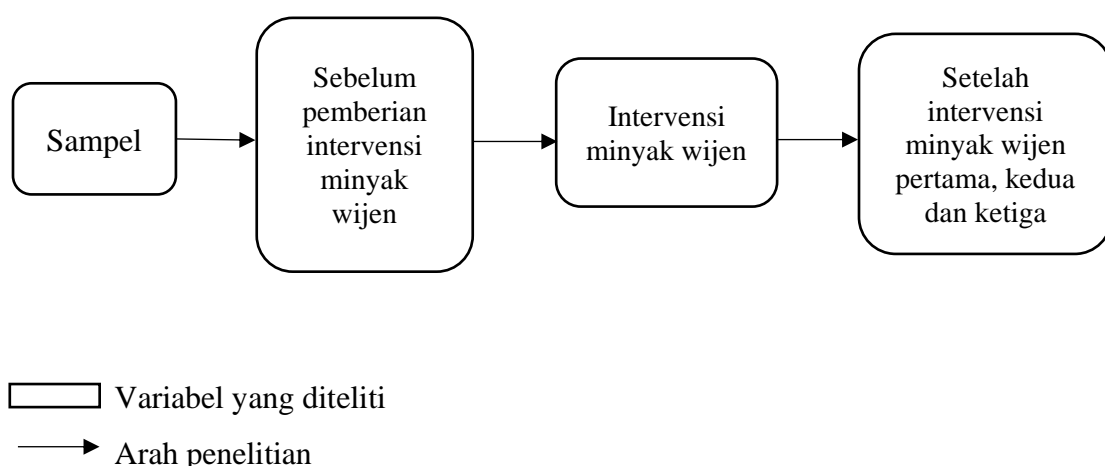 Sampel
Sebelum
pemberian
intervensi
minyak
wijen
Intervensi
minyak wijen
Setelah
intervensi
minyak wijen
pertama, kedua
dan ketiga
Variabel yang diteliti
Arah penelitian